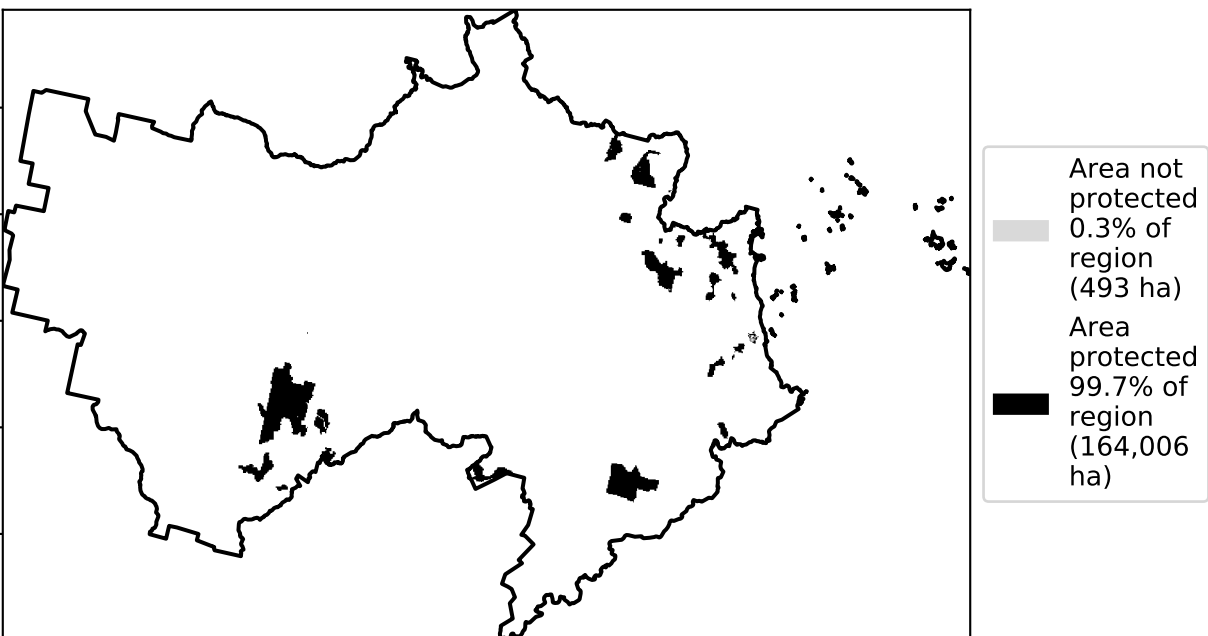 Area not
protected
0.3% of
region
(493 ha)
Area
protected
99.7% of
region
(164,006
ha)